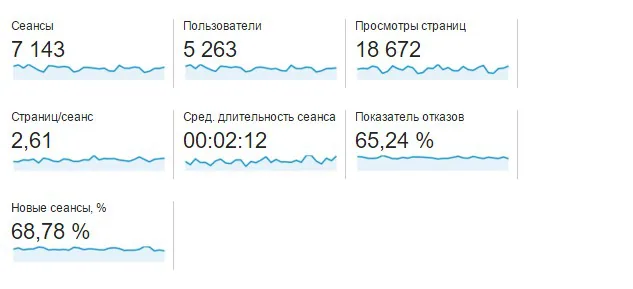 Сеансы
7 143
Пользователи
5 263
Просмотры страниц
18 672
Страниц/сеанс
2,61
Сред. длительность сеанса
00:02:12
Показатель отказов
65,24 %
Новые сеансы, %
68,78 %